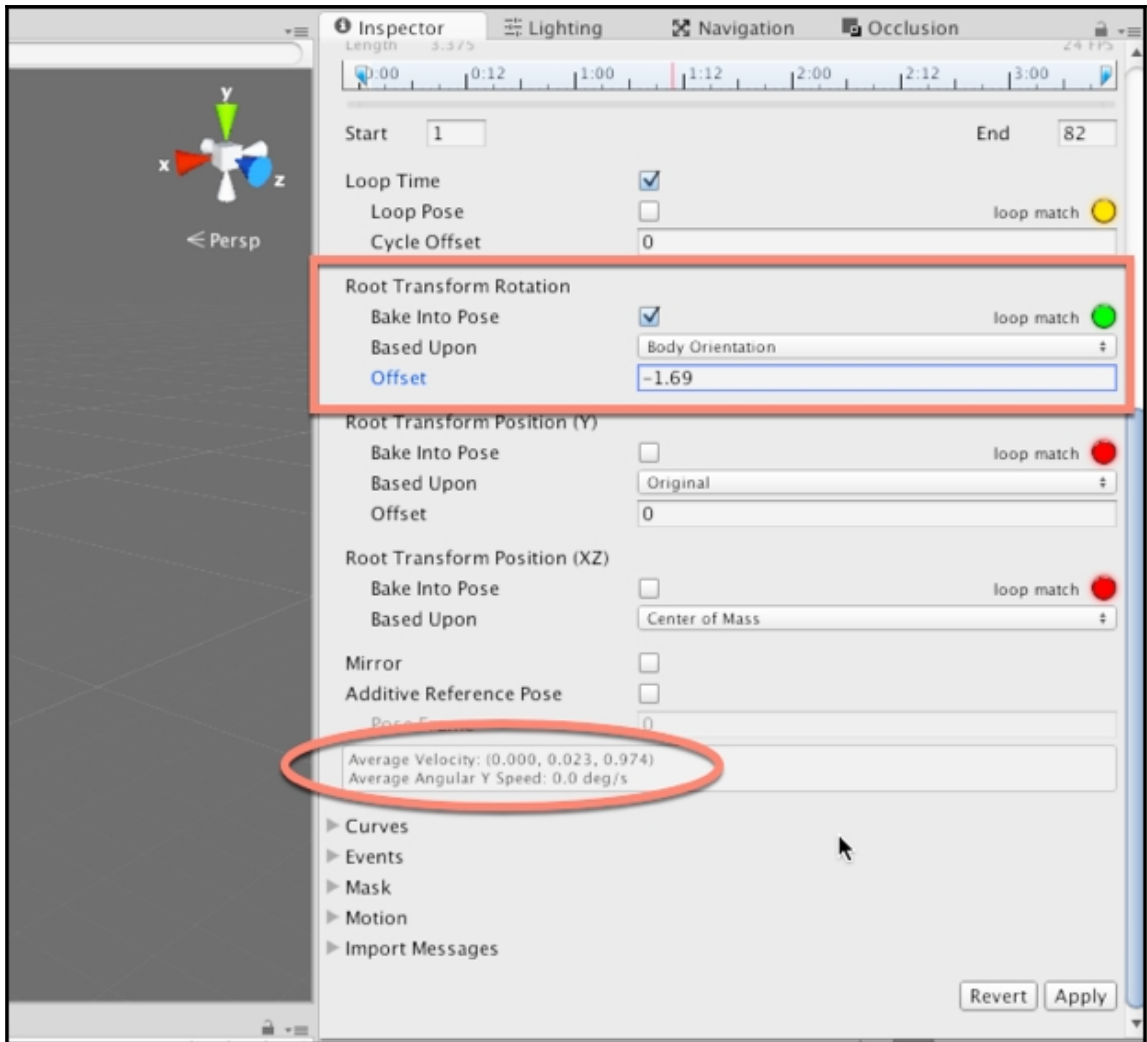 Inspector Lighting Navigation Occlusion
Length 3.375 24 FPS
0:00 0:12 1:00 1:12 2:00 2:12 3:00
Start 1 End 82
Loop Time
Loop Pose loop match
Cycle Offset 0
Root Transform Rotation
Bake Into Pose loop match
Based Upon Body Orientation
Offset -1.69
Root Transform Position (Y)
Bake Into Pose loop match
Based Upon Original
Offset 0
Root Transform Position (XZ)
Bake Into Pose loop match
Based Upon Center of Mass
Mirror
Additive Reference Pose
Pose Frame 0
Average Velocity: (0.000, 0.023, 0.974)
Average Angular Y Speed: 0.0 deg/s
Curves
Events
Mask
Motion
Import Messages
Revert Apply
y
x
z
Persp